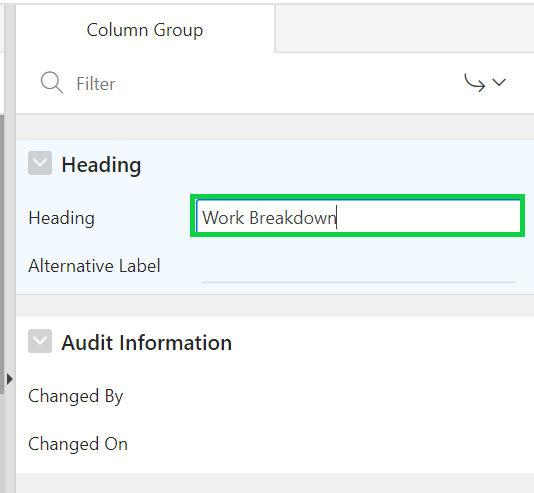 Column Group
Filter
Heading
Heading Work Breakdown
Alternative Label
Audit Information
Changed By
Changed On